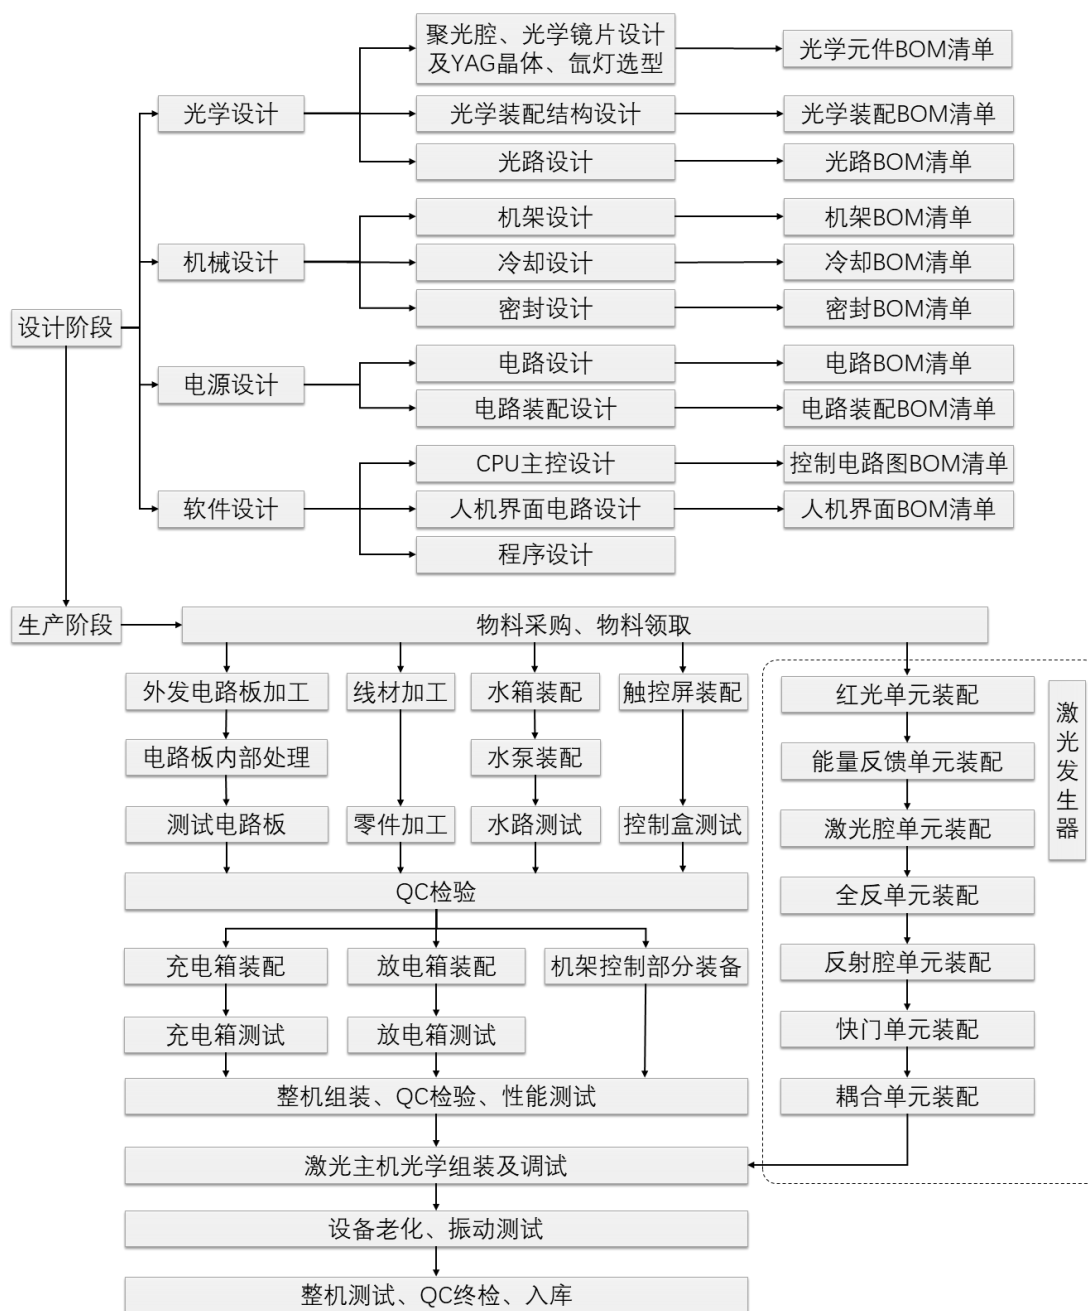 聚光腔、光学镜片设计
及YAG晶体、氙灯选型
光学元件BOM清单
光学设计
光学装配结构设计
光学装配BOM清单
光路设计
光路BOM清单
机架设计
机架BOM清单
机械设计
冷却设计
冷却BOM清单
密封设计
密封BOM清单
设计阶段
电路设计
电路BOM清单
电源设计
电路装配设计
电路装配BOM清单
CPU主控设计
控制电路图BOM清单
软件设计
人机界面电路设计
人机界面BOM清单
程序设计
生产阶段
物料采购、物料领取
外发电路板加工
线材加工
水箱装配
触控屏装配
红光单元装配
激光发生器
电路板内部处理
水泵装配
能量反馈单元装配
测试电路板
零件加工
水路测试
控制盒测试
激光腔单元装配
QC检验
全反单元装配
充电箱装配
放电箱装配
机架控制部分装备
反射腔单元装配
充电箱测试
放电箱测试
快门单元装配
整机组装、QC检验、性能测试
耦合单元装配
激光主机光学组装及调试
设备老化、振动测试
整机测试、QC终检、入库